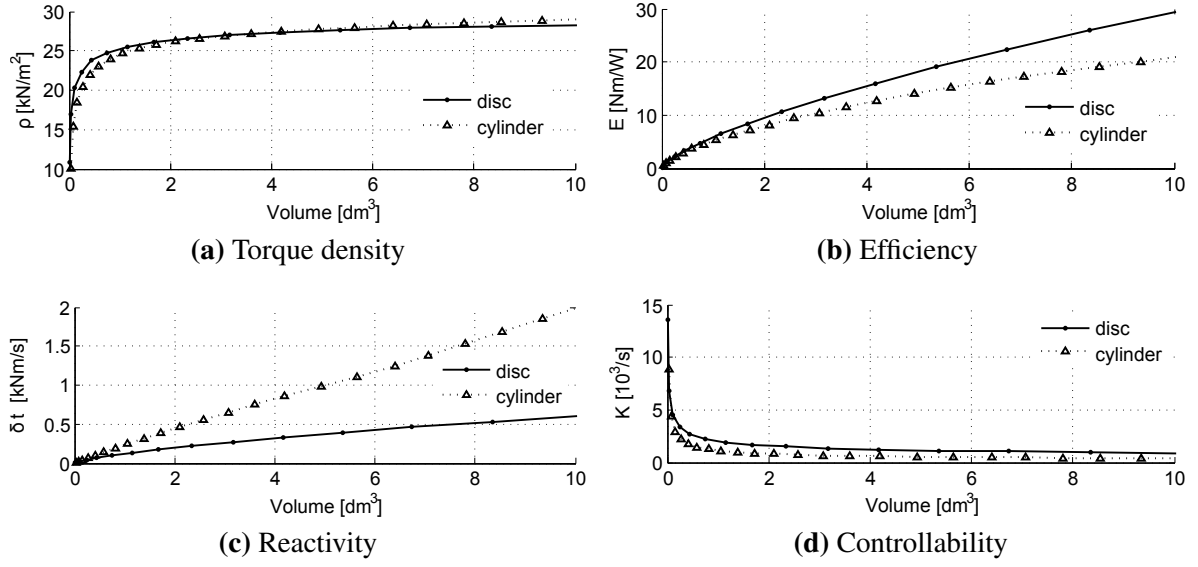 30
25
20
15
10
ρ [kN/m²]
disc
cylinder
0
2
4
6
8
10
Volume [dm³]
(a) Torque density
30
20
10
0
E [Nm/W]
disc
cylinder
0
2
4
6
8
10
Volume [dm³]
(b) Efficiency
2
1.5
1
0.5
0
δ t [kNm/s]
disc
cylinder
0
2
4
6
8
10
Volume [dm³]
(c) Reactivity
15
10
5
0
K [10³/s]
disc
cylinder
0
2
4
6
8
10
Volume [dm³]
(d) Controllability